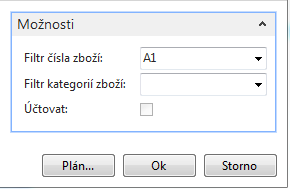 Možnosti
Filtr čísla zboží: A1
Filtr kategorií zboží:
Účtovat:
Plán... Ok Storno